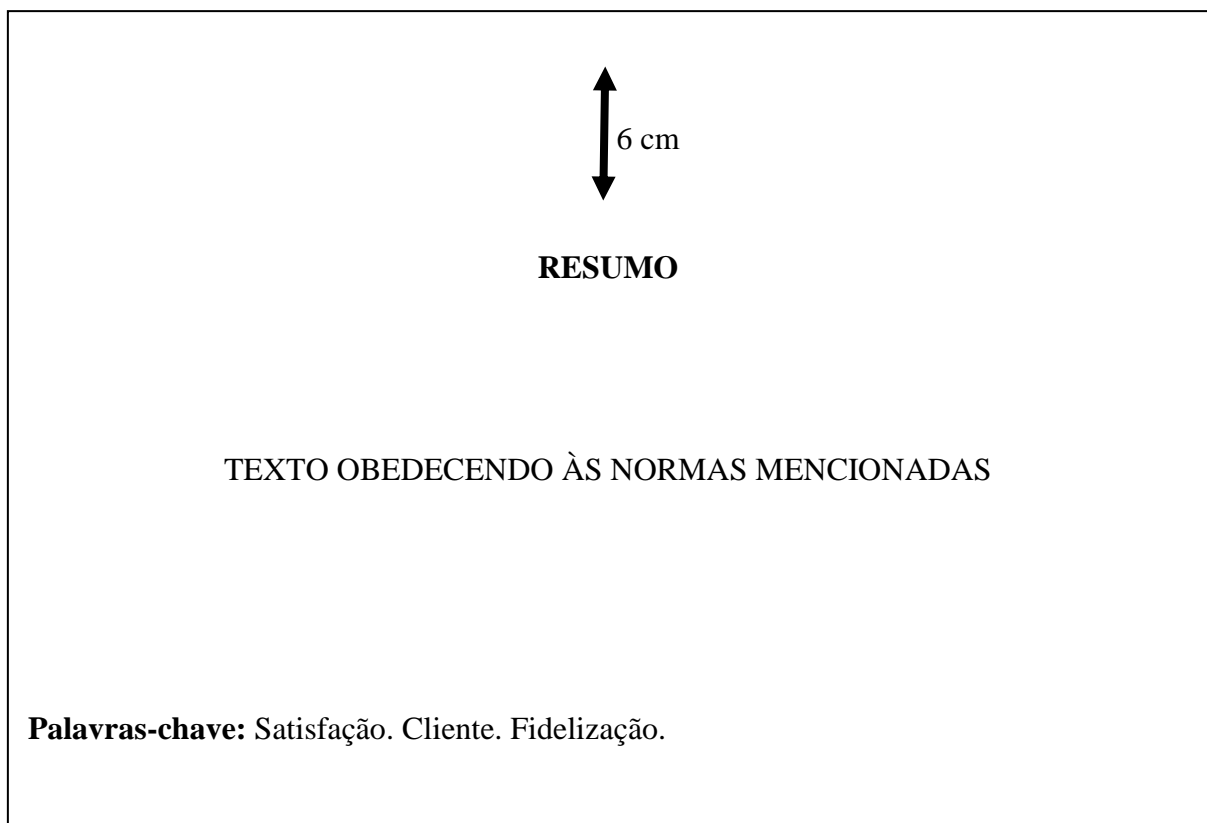 6 cm
RESUMO
TEXTO OBEDECENDO ÀS NORMAS MENCIONADAS
Palavras-chave: Satisfação. Cliente. Fidelização.